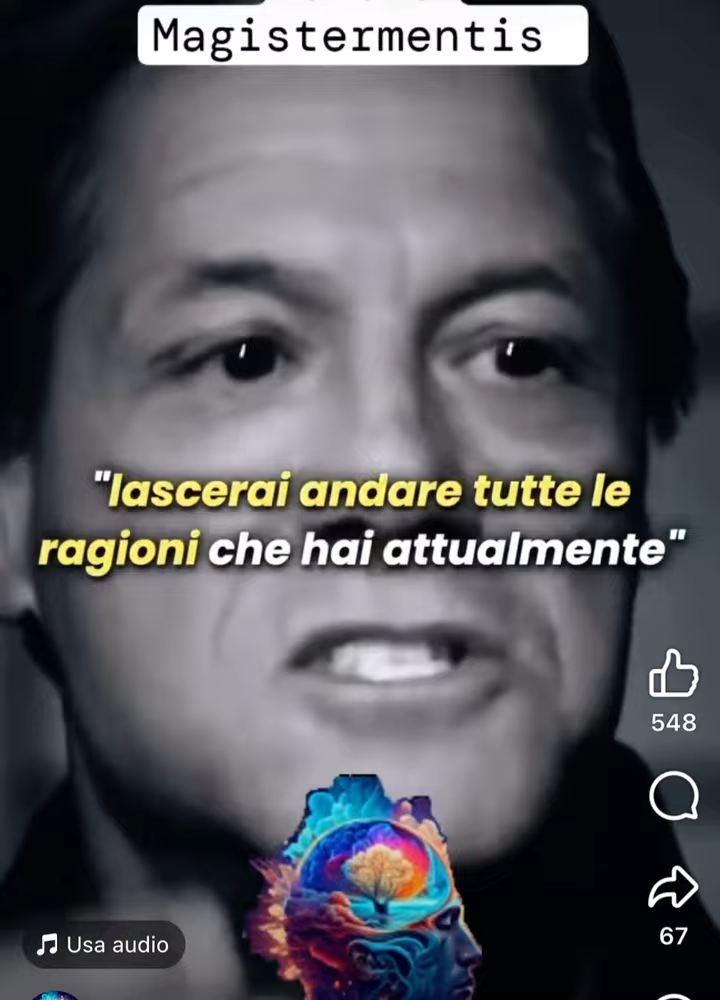 Magistermentis
"lascerai andare tutte le
ragioni che hai attualmente"
548
67
Usa audio